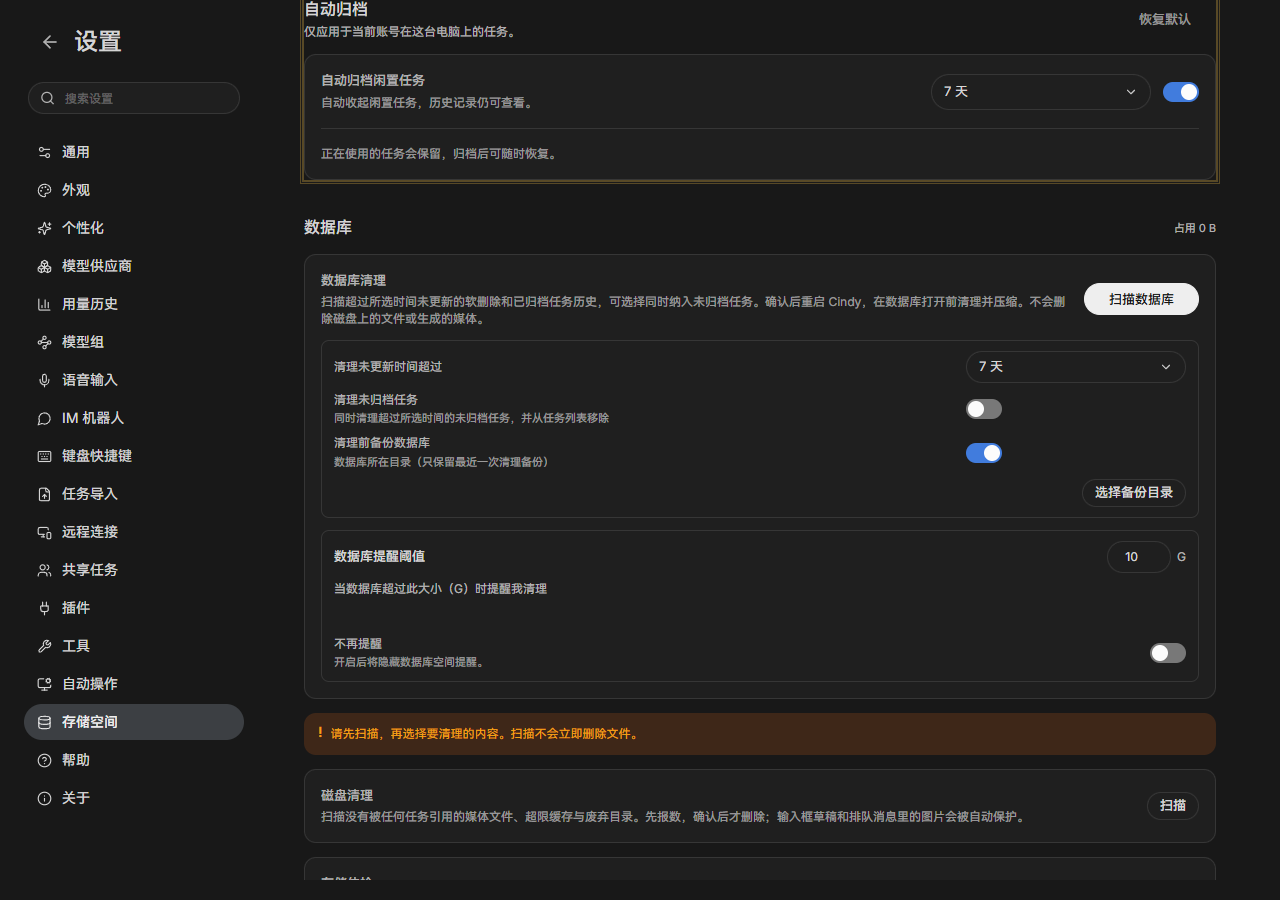 设置
搜索设置
通用
外观
个性化
模型供应商
用量历史
模型组
语音输入
IM 机器人
键盘快捷键
任务导入
远程连接
共享任务
插件
工具
自动操作
存储空间
帮助
关于
自动归档
恢复默认
仅应用于当前账号在这台电脑上的任务。
自动归档闲置任务
自动收起闲置任务，历史记录仍可查看。
7 天
正在使用的任务会保留，归档后可随时恢复。
数据库
占用 0 B
数据库清理
扫描超过所选时间未更新的软删除和已归档任务历史，可选择同时纳入未归档任务。确认后重启 Cindy，在数据库打开前清理并压缩。不会删
除磁盘上的文件或生成的媒体。
扫描数据库
清理未更新时间超过
7 天
清理未归档任务
同时清理超过所选时间的未归档任务，并从任务列表移除
清理前备份数据库
数据库所在目录（只保留最近一次清理备份）
选择备份目录
数据库提醒阈值
10 G
当数据库超过此大小（G）时提醒我清理
不再提醒
开启后将隐藏数据库空间提醒。
! 请先扫描，再选择要清理的内容。扫描不会立即删除文件。
磁盘清理
扫描没有被任何任务引用的媒体文件、超限缓存与废弃目录。先报数，确认后才删除；输入框草稿和排队消息里的图片会被自动保护。
扫描